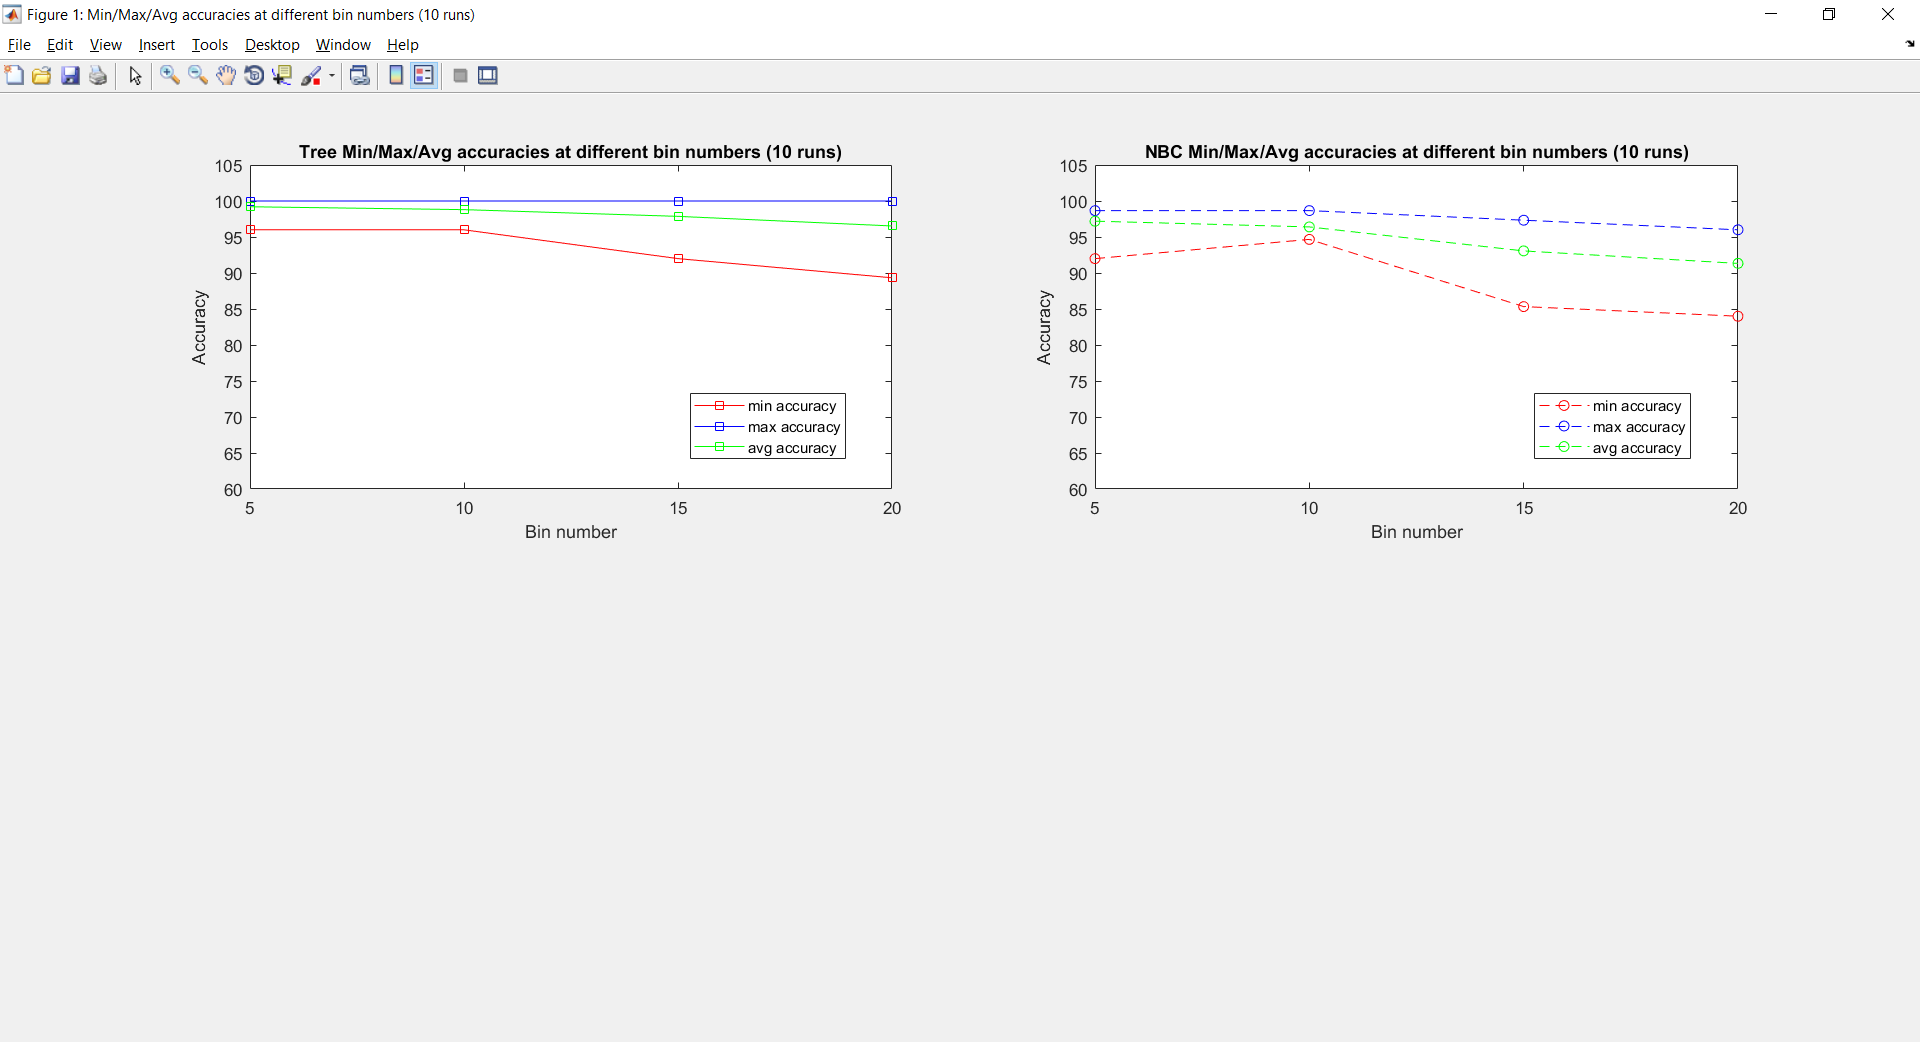 Figure 1: Min/Max/Avg accuracies at different bin numbers (10 runs)
File Edit View Insert Tools Desktop Window Help
Tree Min/Max/Avg accuracies at different bin numbers (10 runs)
105
100
95
90
85
80
75
70
65
60
Accuracy
min accuracy
max accuracy
avg accuracy
5 10 15 20
Bin number
NBC Min/Max/Avg accuracies at different bin numbers (10 runs)
105
100
95
90
85
80
75
70
65
60
Accuracy
min accuracy
max accuracy
avg accuracy
5 10 15 20
Bin number